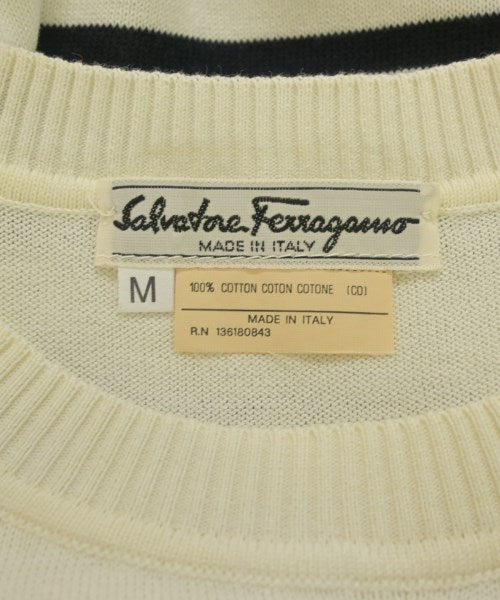 Salvatore Ferragamo
MADE IN ITALY
M
100% COTTON COTON COTONE (CO)
MADE IN ITALY
R.N 136180843